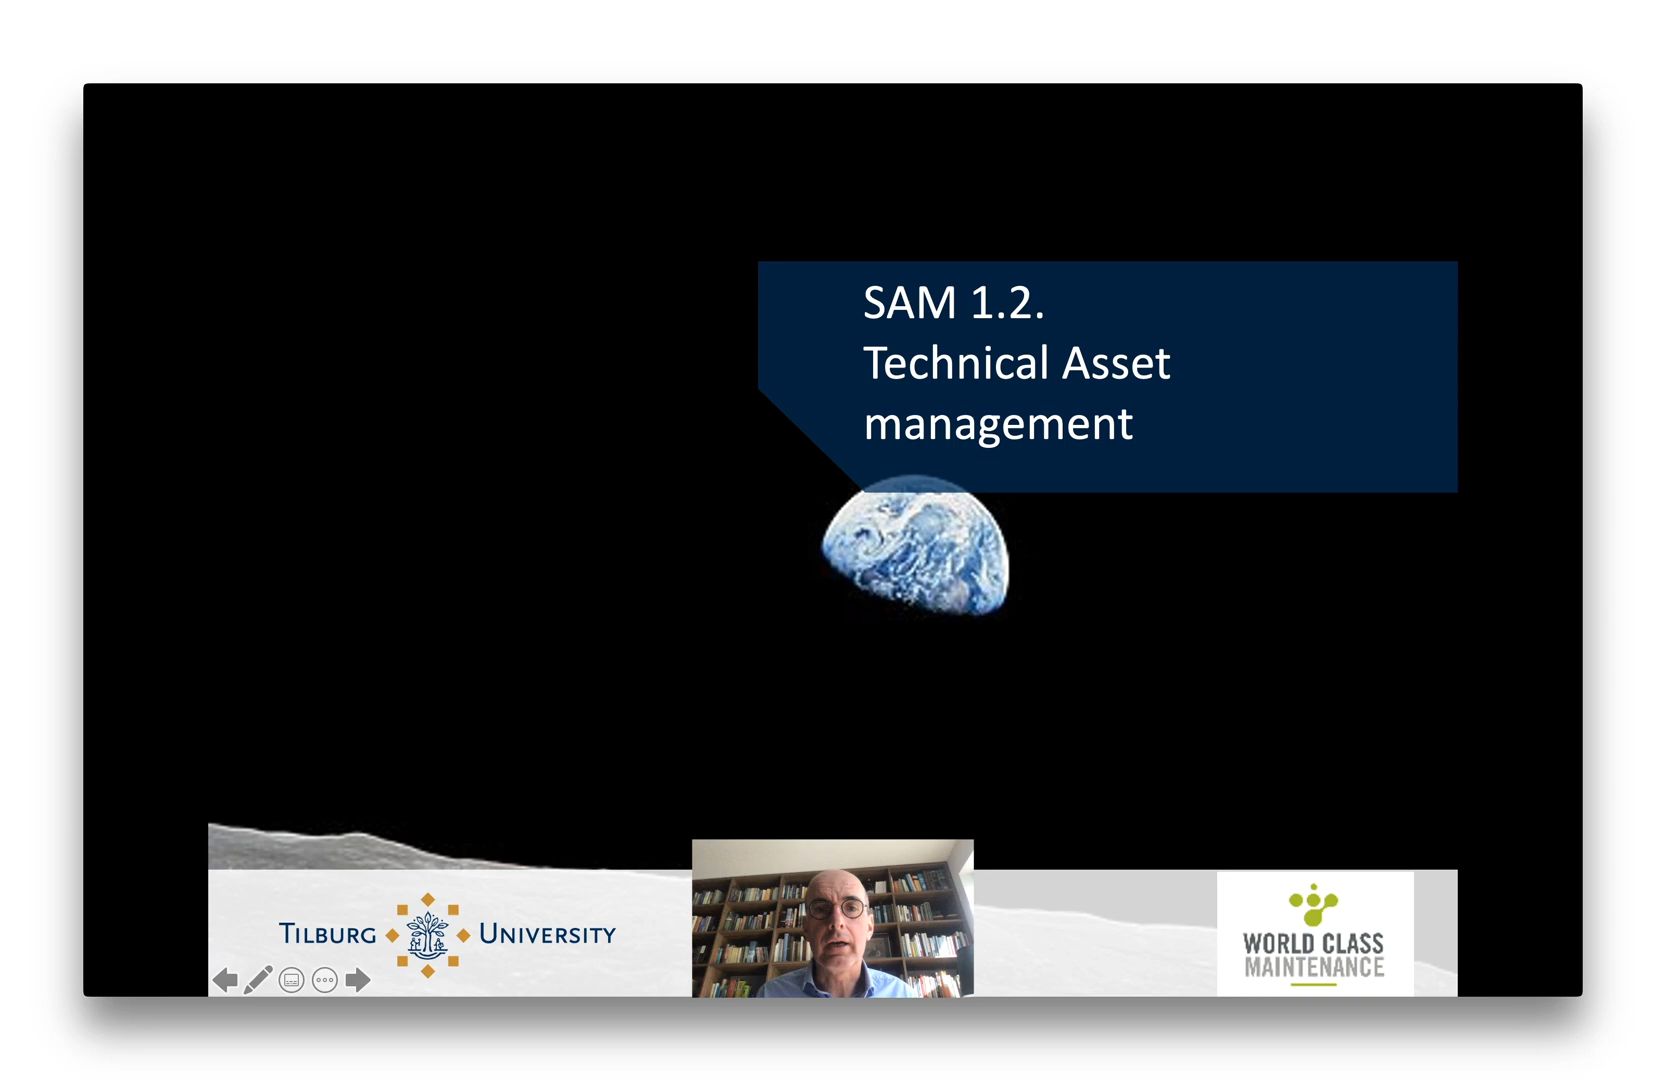 SAM 1.2.
Technical Asset
management
TILBURG UNIVERSITY
WORLD CLASS
MAINTENANCE